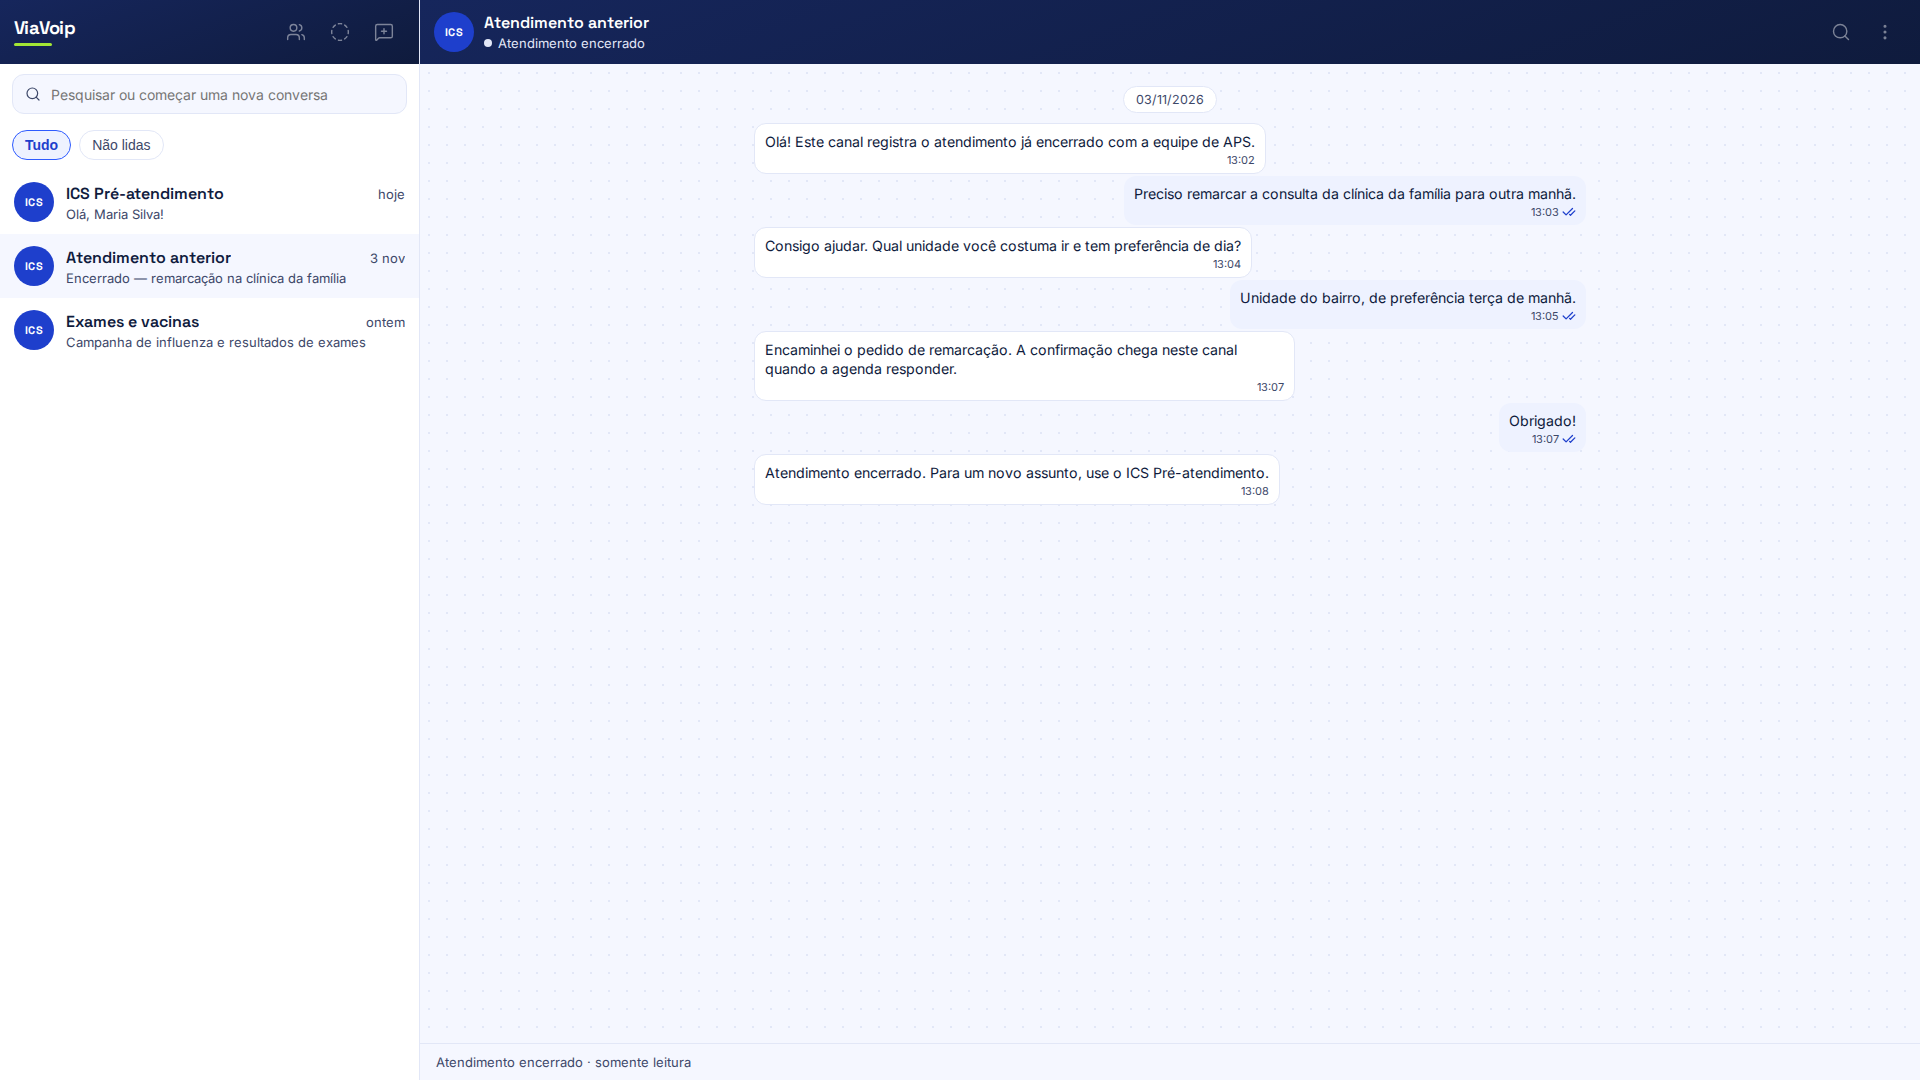 ViaVoip
Pesquisar ou começar uma nova conversa
Tudo
Não lidas
ICS
ICS Pré-atendimento
hoje
Olá, Maria Silva!
ICS
Atendimento anterior
3 nov
Encerrado — remarcação na clínica da família
ICS
Exames e vacinas
ontem
Campanha de influenza e resultados de exames
ICS
Atendimento anterior
Atendimento encerrado
03/11/2026
Olá! Este canal registra o atendimento já encerrado com a equipe de APS.
13:02
Preciso remarcar a consulta da clínica da família para outra manhã.
13:03
Consigo ajudar. Qual unidade você costuma ir e tem preferência de dia?
13:04
Unidade do bairro, de preferência terça de manhã.
13:05
Encaminhei o pedido de remarcação. A confirmação chega neste canal
quando a agenda responder.
13:07
Obrigado!
13:07
Atendimento encerrado. Para um novo assunto, use o ICS Pré-atendimento.
13:08
Atendimento encerrado · somente leitura